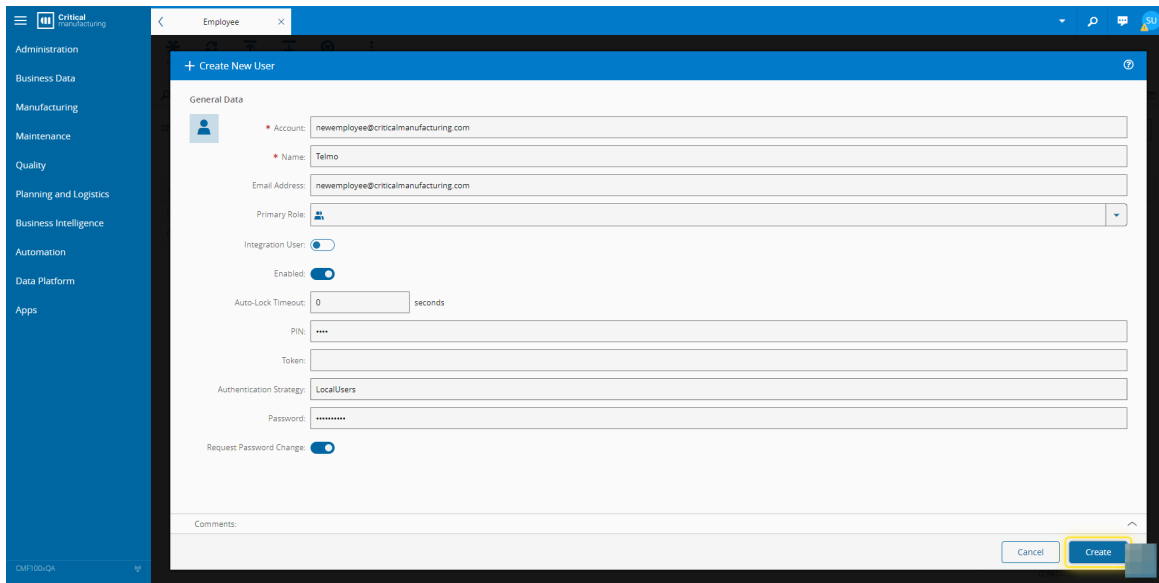 Critical
manufacturing
Employee
SU
Administration
Business Data
Manufacturing
Maintenance
Quality
Planning and Logistics
Business Intelligence
Automation
Data Platform
Apps
CMF100xQA
+ Create New User
General Data
* Account: newemployee@criticalmanufacturing.com
* Name: Telmo
Email Address: newemployee@criticalmanufacturing.com
Primary Role:
Integration User:
Enabled:
Auto-Lock Timeout: 0 seconds
PIN: ••••
Token:
Authentication Strategy: LocalUsers
Password: ••••••••••
Request Password Change:
Comments:
Cancel Create